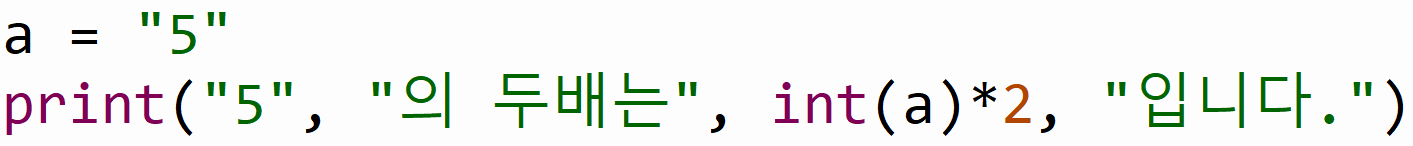 a = "5"
print("5", "의 두배는", int(a)*2, "입니다.")